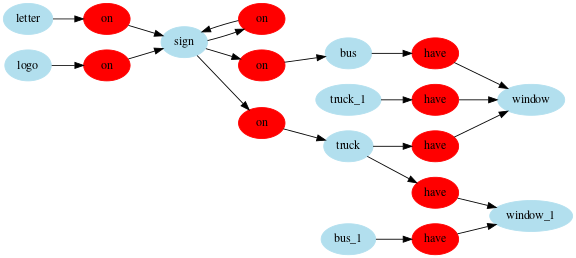 letter on on
sign
logo on on bus have
truck_1 have window
on
truck have
have
window_1
bus_1 have